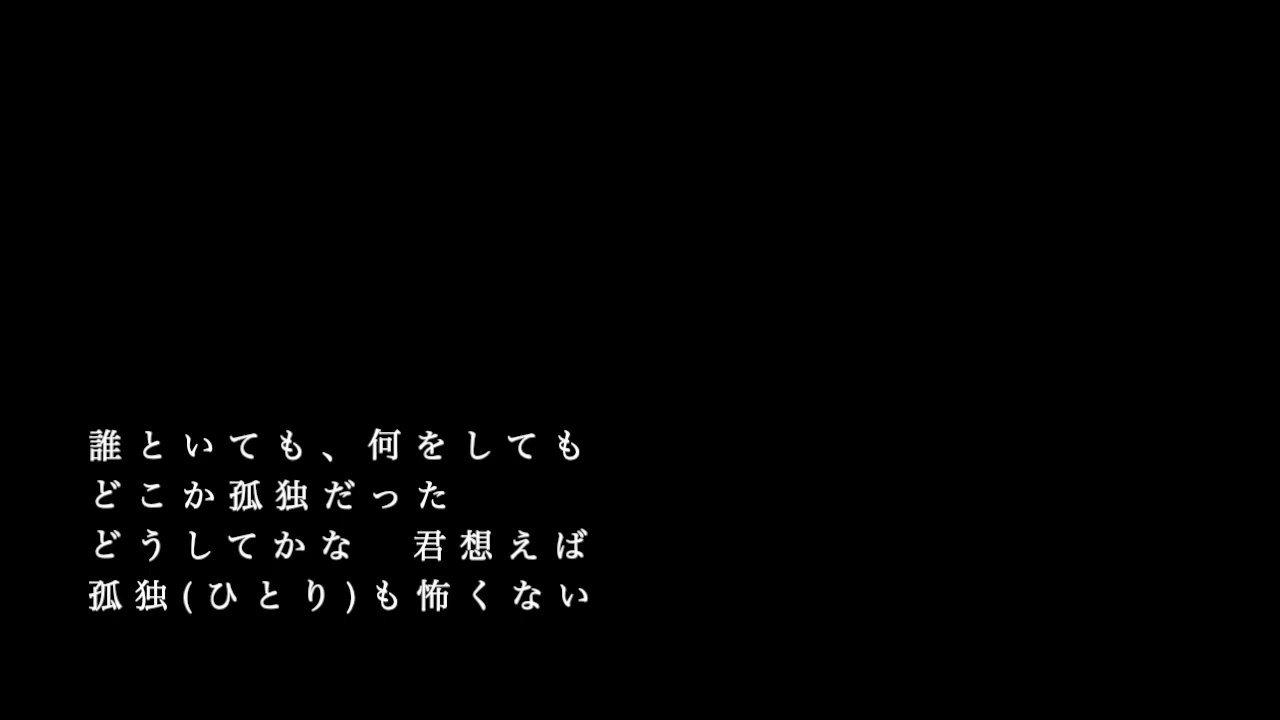 誰といても、何をしても
どこか孤独だった
どうしてかな　君想えば
孤独(ひとり)も怖くない